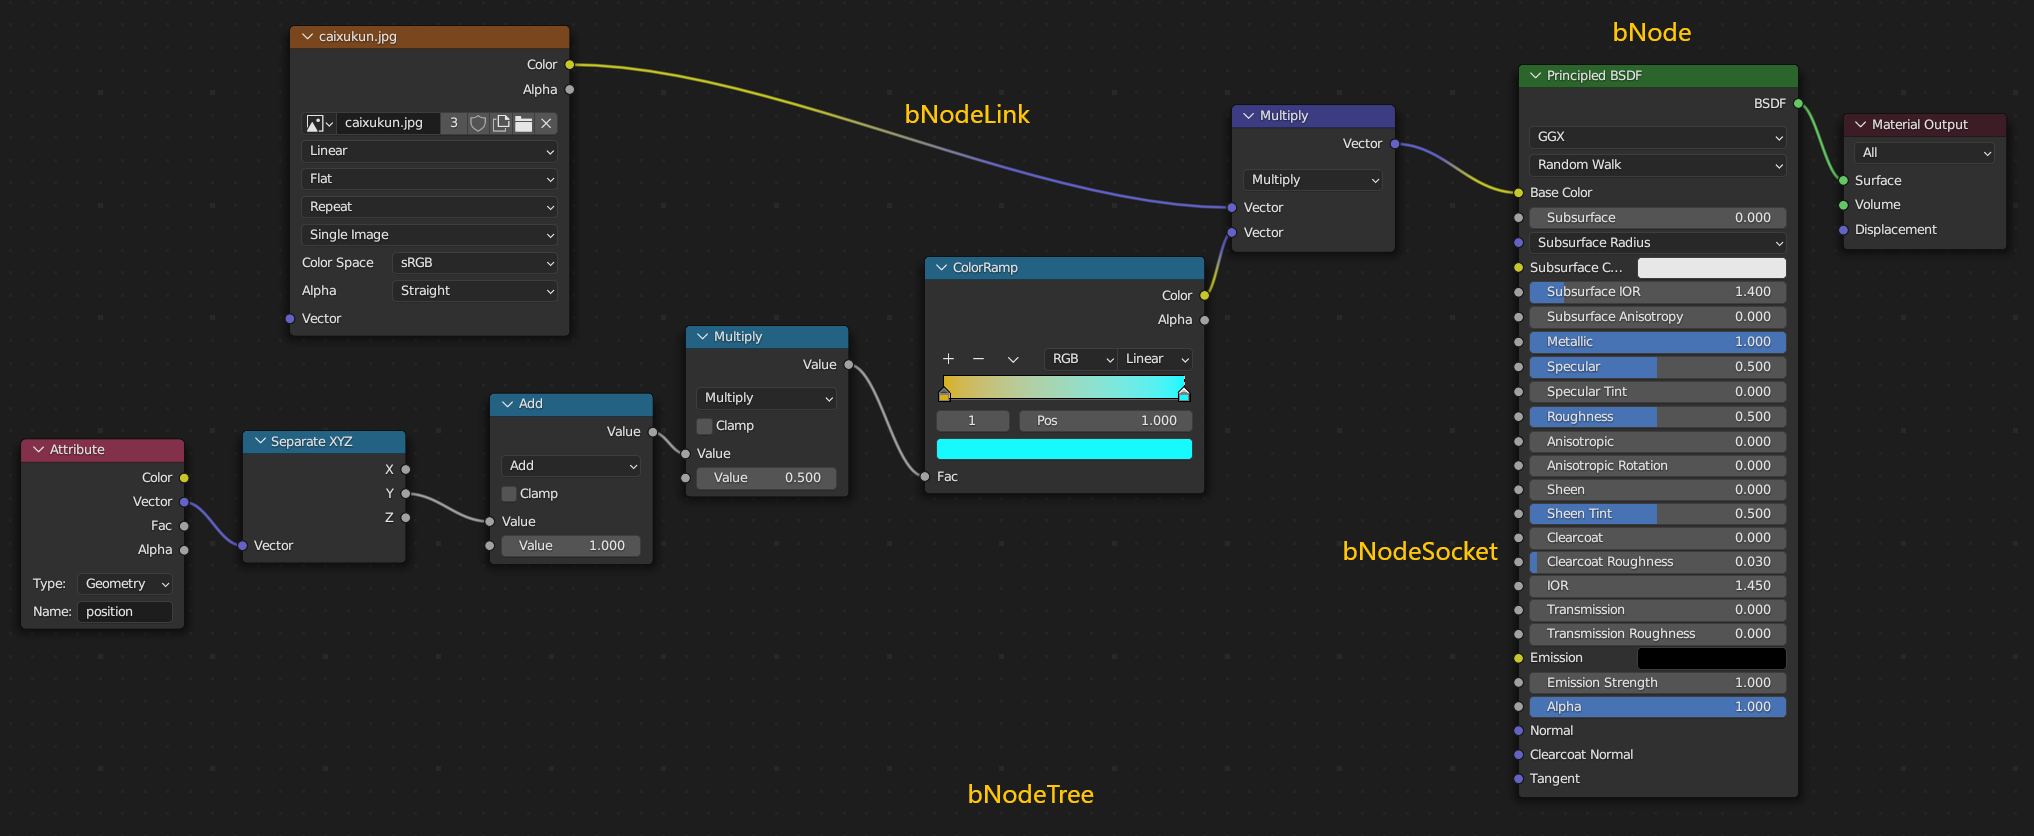 bNode
bNodeLink
bNodeSocket
bNodeTree
caixukun.jpg
Color
Alpha
caixukun.jpg 3
Linear
Flat
Repeat
Single Image
Color Space sRGB
Alpha Straight
Vector
Attribute
Color
Vector
Fac
Alpha
Type: Geometry
Name: position
Separate XYZ
X
Y
Z
Vector
Add
Value
Add
Clamp
Value
Value 1.000
Multiply
Value
Multiply
Clamp
Value
Value 0.500
ColorRamp
Color
Alpha
RGB Linear
1 Pos 1.000
Fac
Multiply
Vector
Multiply
Vector
Vector
Principled BSDF
BSDF
GGX
Random Walk
Base Color
Subsurface 0.000
Subsurface Radius
Subsurface C...
Subsurface IOR 1.400
Subsurface Anisotropy 0.000
Metallic 1.000
Specular 0.500
Specular Tint 0.000
Roughness 0.500
Anisotropic 0.000
Anisotropic Rotation 0.000
Sheen 0.000
Sheen Tint 0.500
Clearcoat 0.000
Clearcoat Roughness 0.030
IOR 1.450
Transmission 0.000
Transmission Roughness 0.000
Emission
Emission Strength 1.000
Alpha 1.000
Normal
Clearcoat Normal
Tangent
Material Output
All
Surface
Volume
Displacement